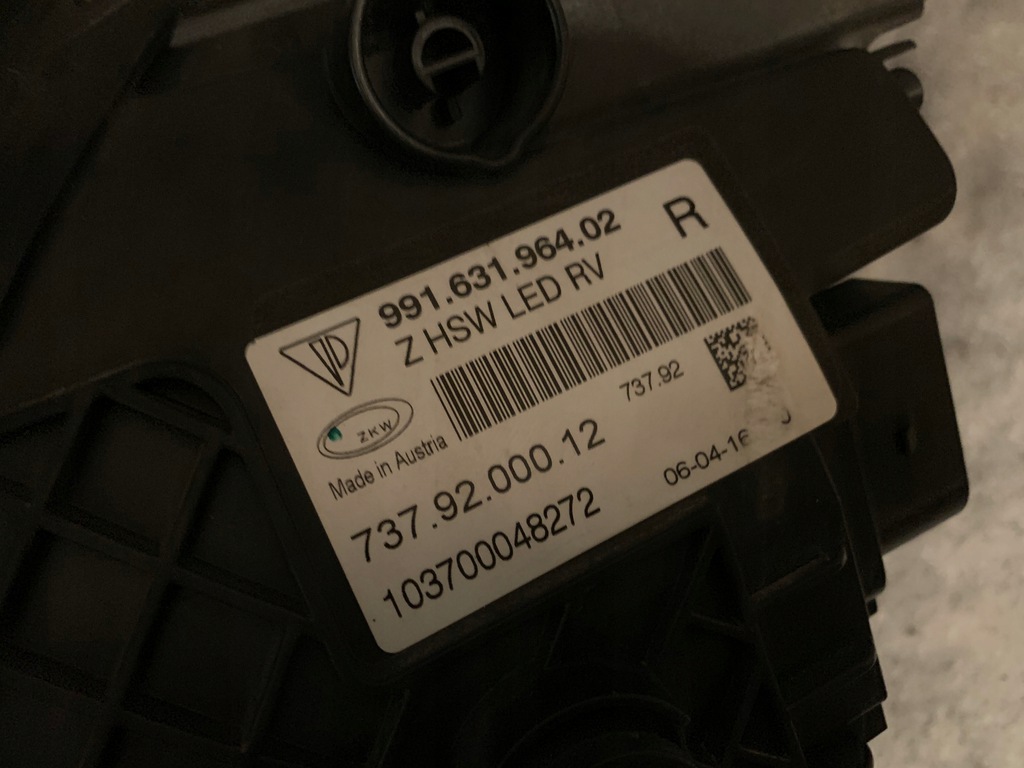 991.631.964.02
R
Z HSW LED RV
ZKW
737.92
Made in Austria
737.92.000.12
06-04-16
103700048272